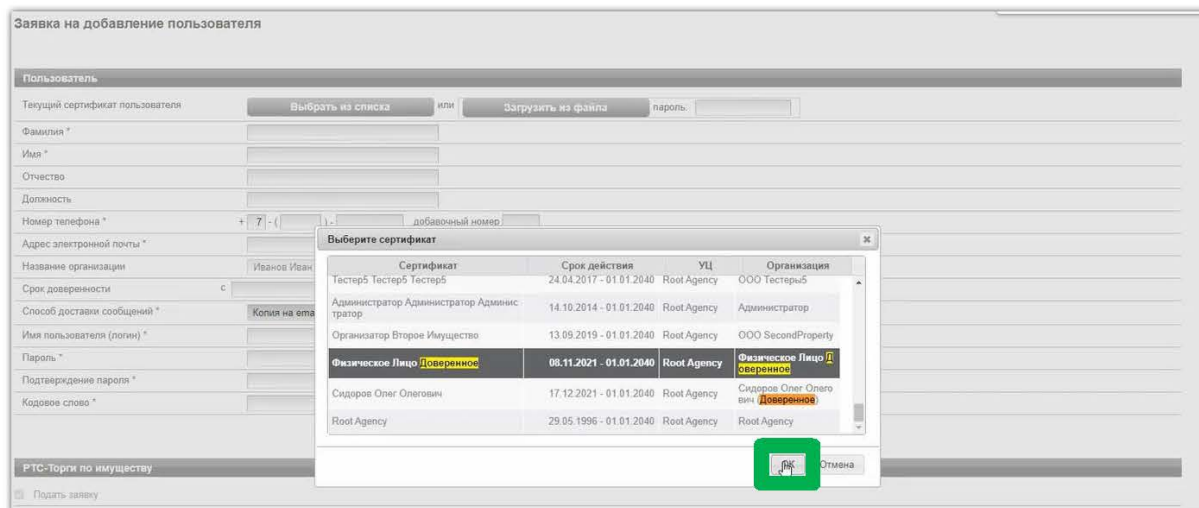 Заявка на добавление пользователя
Пользователь
Текущий сертификат пользователя Выбрать из списка или Загрузить из файла пароль:
Фамилия *
Имя *
Отчество
Должность
Номер телефона * + 7 - ( ) - добавочный номер
Адрес электронной почты *
Название организации Иванов Иван
Срок доверенности с
Способ доставки сообщений * Копия на ema
Имя пользователя (логин) *
Пароль *
Подтверждение пароля *
Кодовое слово *
РТС-Торги по имуществу
Подать заявку
Выберите сертификат
Сертификат Срок действия УЦ Организация
Тестер5 Тестер5 Тестер5 24.04.2017 - 01.01.2040 Root Agency ООО Тестеры5
Администратор Администратор Админис
тратор 14.10.2014 - 01.01.2040 Root Agency Администратор
Организатор Второе Имущество 13.09.2019 - 01.01.2040 Root Agency ООО SecondProperty
Физическое Лицо Доверенное 08.11.2021 - 01.01.2040 Root Agency Физическое Лицо Д
оверенное
Сидоров Олег Олегович 17.12.2021 - 01.01.2040 Root Agency Сидоров Олег Олего
вич (Доверенное)
Root Agency 29.05.1996 - 01.01.2040 Root Agency Root Agency
Отмена